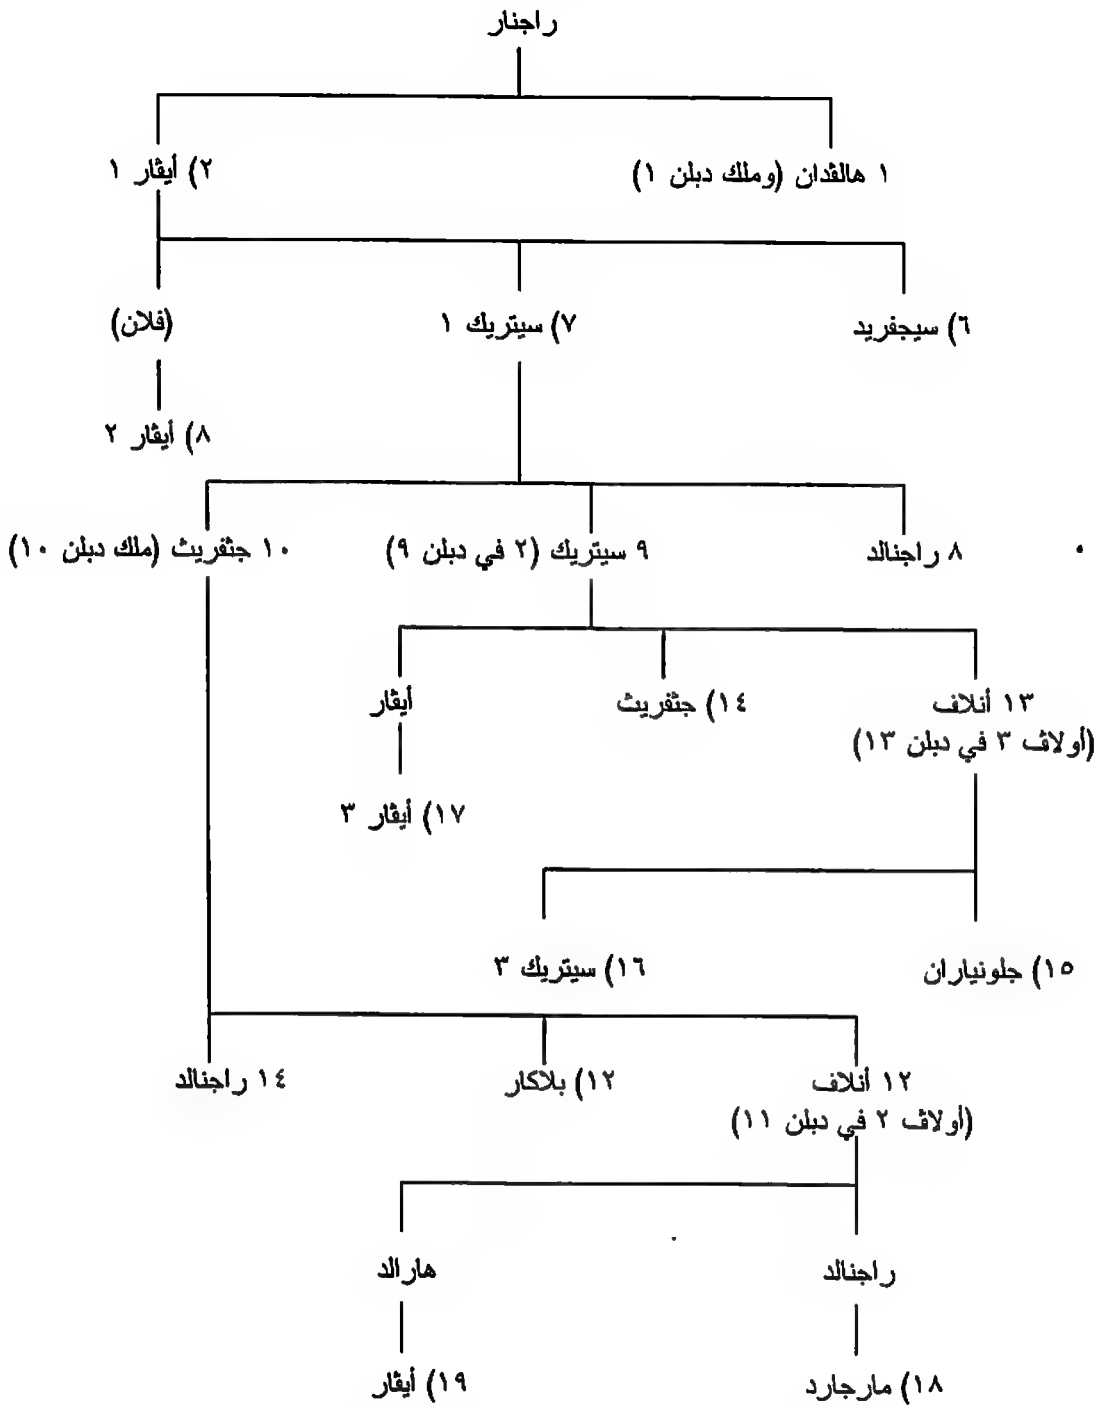 راجنار
١ هالڤدان (وملك دبلن ١)
٢) أيڤار ١
٦) سيجفريد
٧) سيتريك ١
(فلان)
٨) أيڤار ٢
٨ راجنالد
٩ سيتريك (٢ في دبلن ٩)
١٠ جثفريث (ملك دبلن ١٠)
١٣ أنلاف
(أولاڤ ٣ في دبلن ١٣)
١٤) جثفريث
أيڤار
١٧) أيڤار ٣
١٥) جلونياران
١٦) سيتريك ٣
١٢ أنلاف
(أولاڤ ٢ في دبلن ١١)
١٢) بلاكار
١٤ راجنالد
راجنالد
هارالد
١٨) مارجارد
١٩) أيڤار